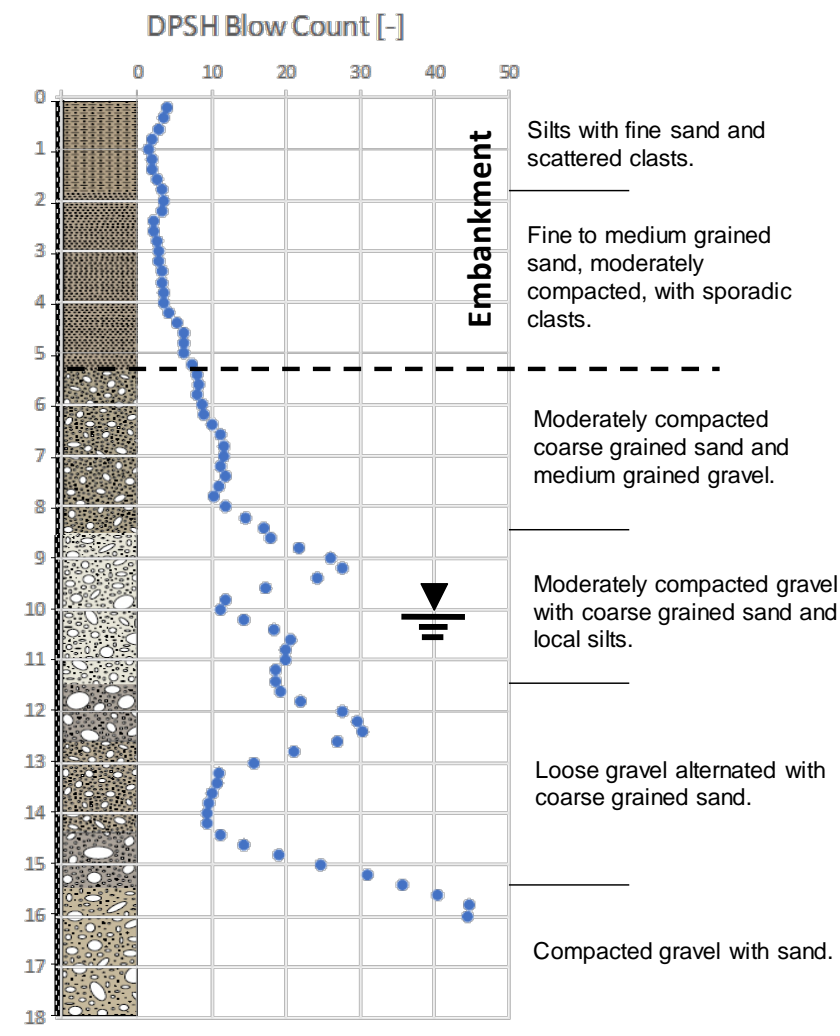 DPSH Blow Count [-]
0 10 20 30 40 50
0
1
2
3
4
5
6
7
8
9
10
11
12
13
14
15
16
17
18
Embankment
Silts with fine sand and
scattered clasts.
Fine to medium grained
sand, moderately
compacted, with sporadic
clasts.
Moderately compacted
coarse grained sand and
medium grained gravel.
Moderately compacted gravel
with coarse grained sand and
local silts.
Loose gravel alternated with
coarse grained sand.
Compacted gravel with sand.